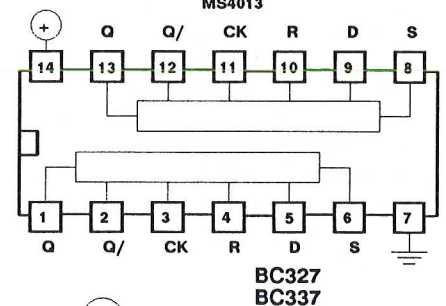 MS4013
+ Q Q/ CK R D S
14 13 12 11 10 9 8
1 2 3 4 5 6 7
Q Q/ CK R D S
BC327
BC337